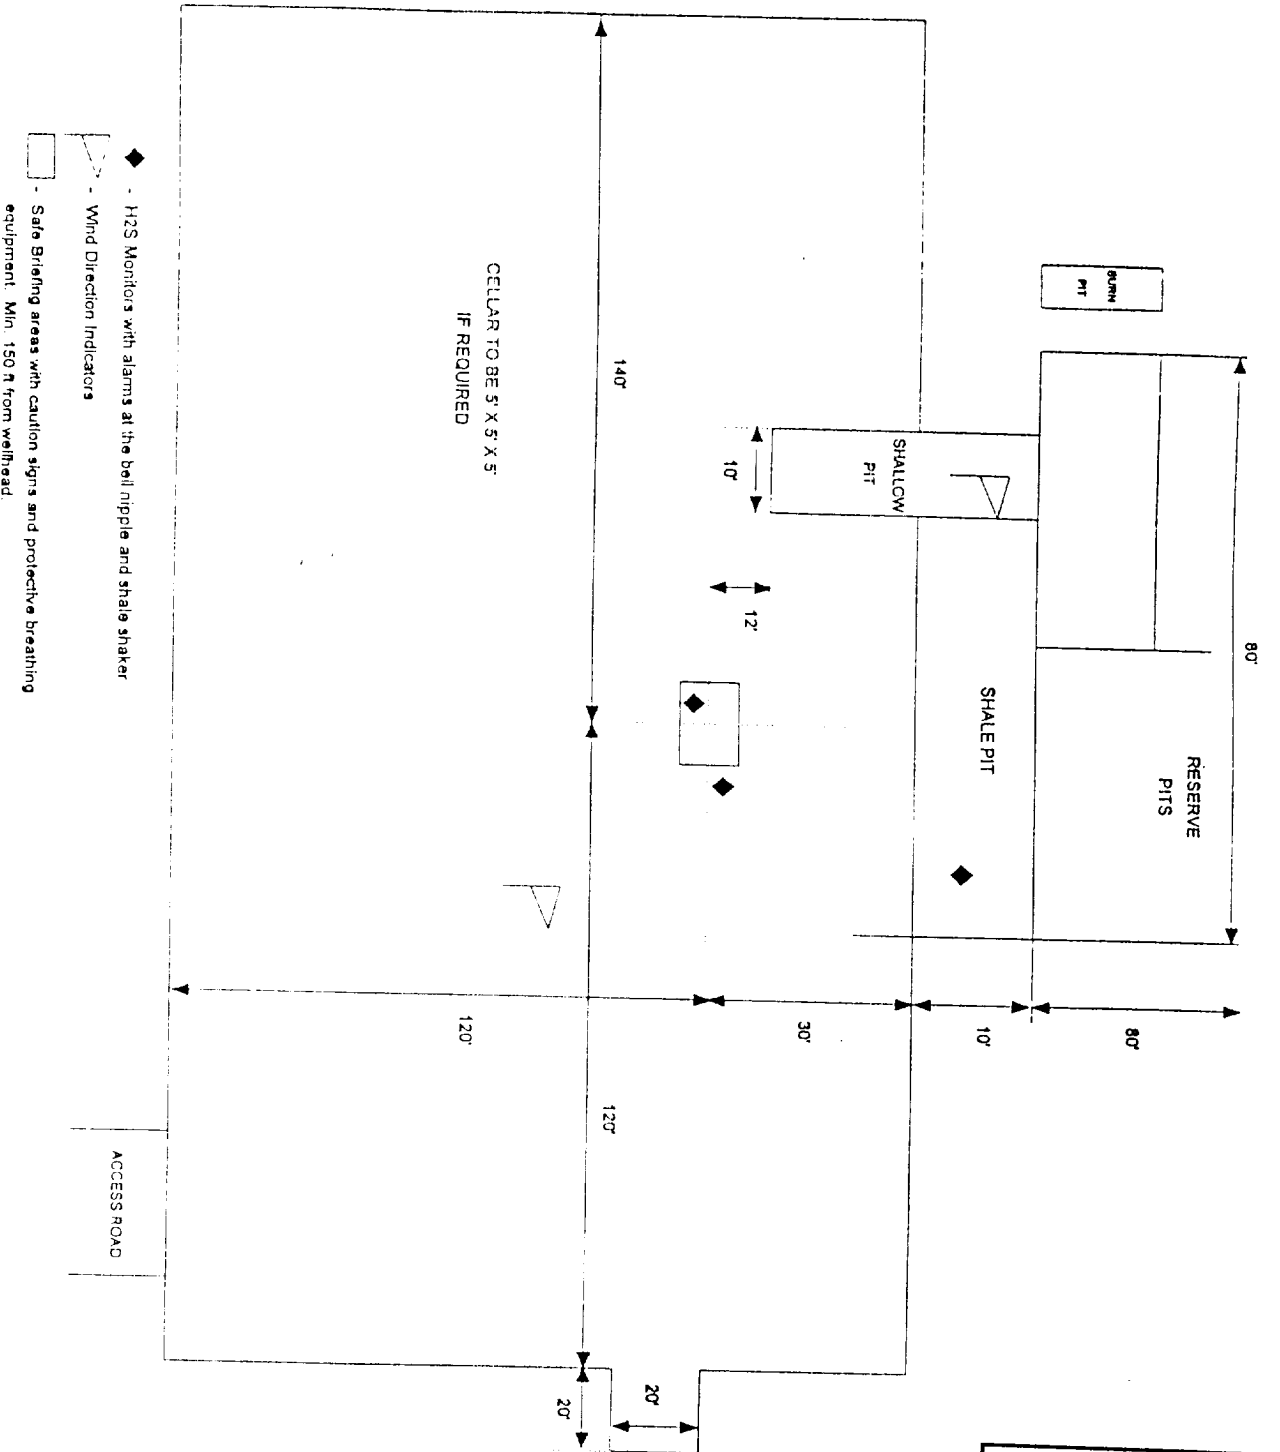 80'
RESERVE
PITS
80'
BURN
PIT
SHALE PIT
10'
SHALLOW
PIT
10'
12'
30'
20'
140'
120'
20'
CELLAR TO BE 5' X 5' X 5'
IF REQUIRED
120'
◆ - H2S Monitors with alarms at the bell nipple and shale shaker
ACCESS ROAD
- Wind Direction Indicators
- Safe Briefing areas with caution signs and protective breathing
equipment. Min. 150 ft from wellhead.